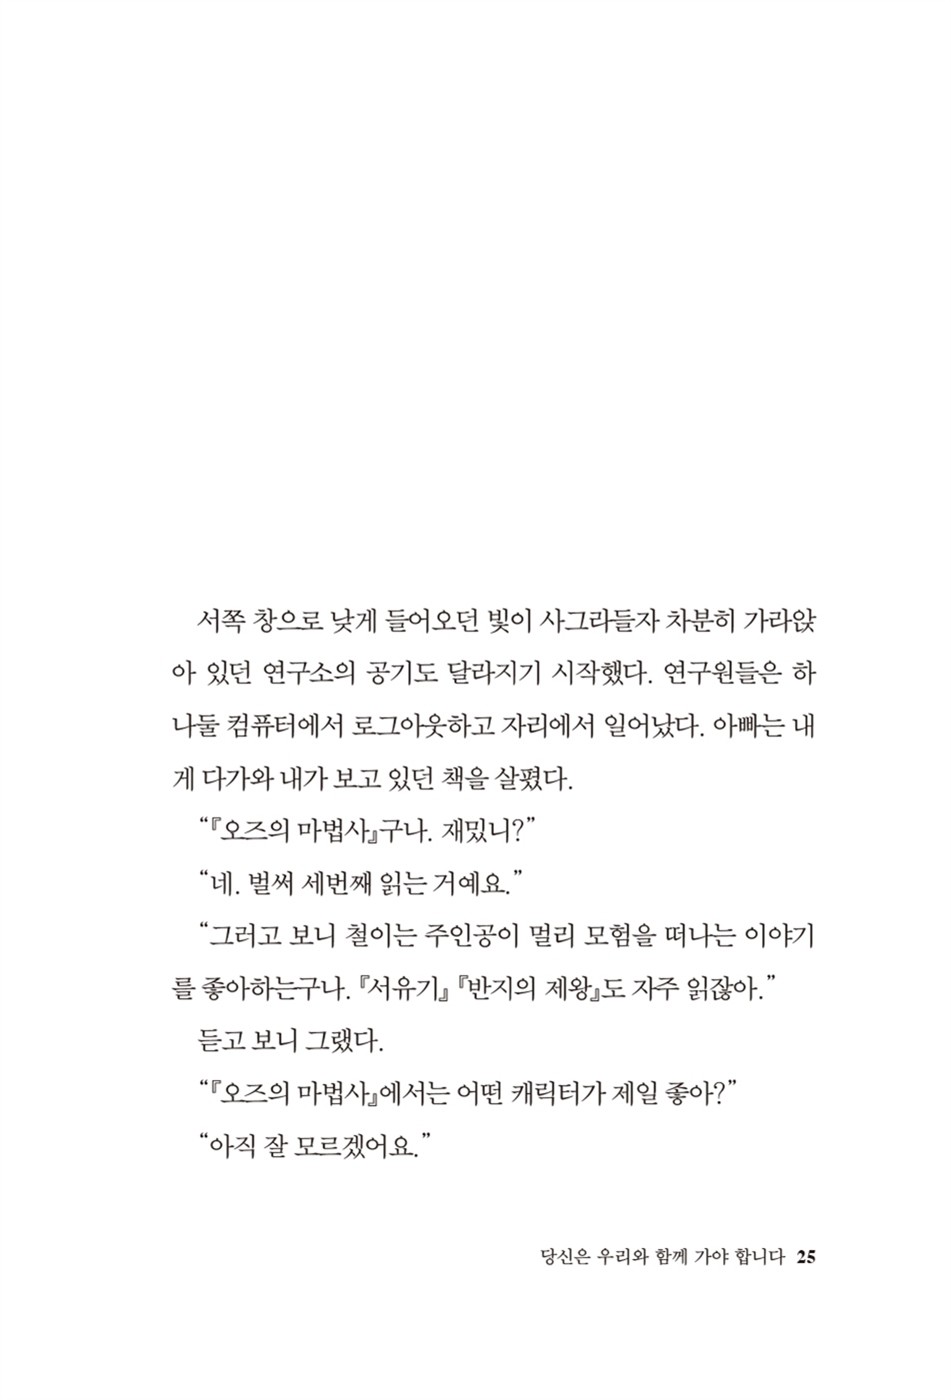 서쪽 창으로 낮게 들어오던 빛이 사그라들자 차분히 가라앉
아 있던 연구소의 공기도 달라지기 시작했다. 연구원들은 하
나둘 컴퓨터에서 로그아웃하고 자리에서 일어났다. 아빠는 내
게 다가와 내가 보고 있던 책을 살폈다.
“『오즈의 마법사』구나. 재밌니?”
“네. 벌써 세번째 읽는 거예요.”
“그러고 보니 철이는 주인공이 멀리 모험을 떠나는 이야기
를 좋아하는구나. 『서유기』 『반지의 제왕』도 자주 읽잖아.”
듣고 보니 그랬다.
“『오즈의 마법사』에서는 어떤 캐릭터가 제일 좋아?”
“아직 잘 모르겠어요.”
당신은 우리와 함께 가야 합니다 25